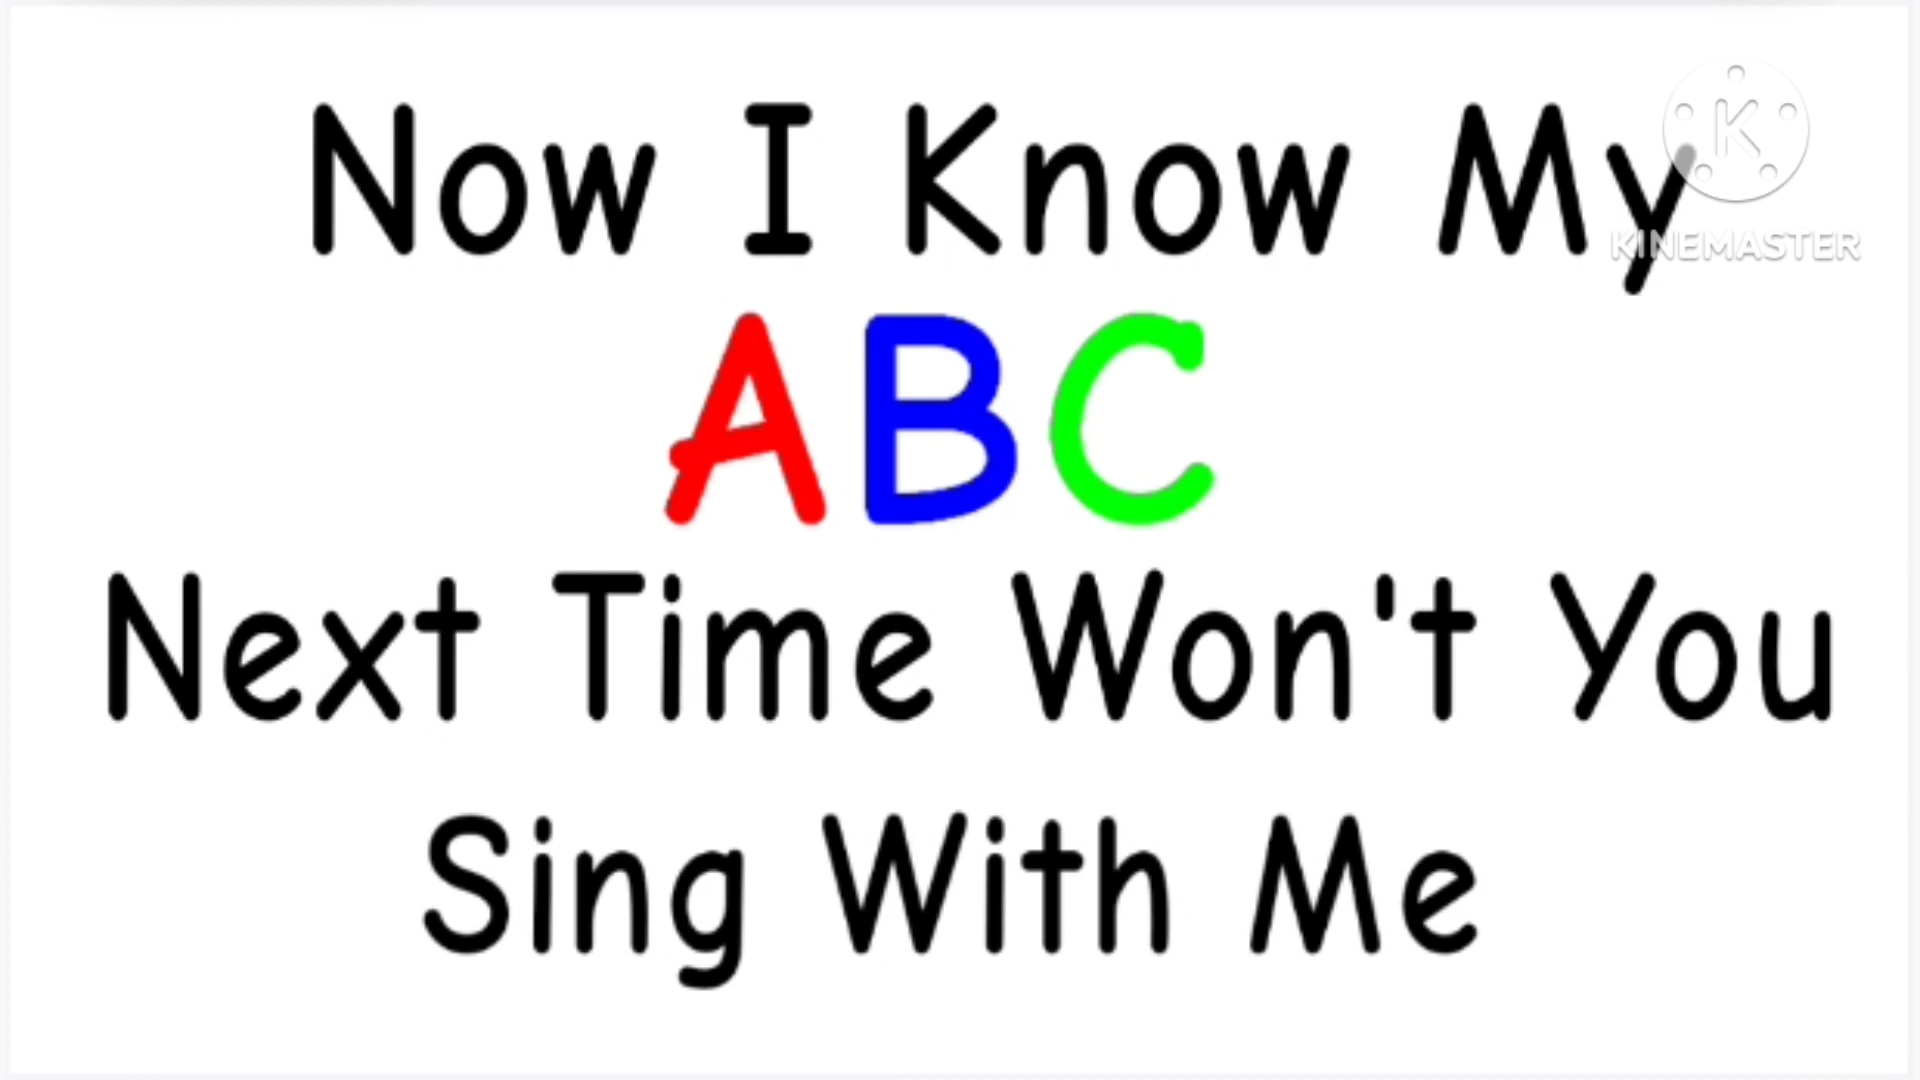 Now I Know My
K
KINEMASTER
ABC
Next Time Won't You
Sing With Me